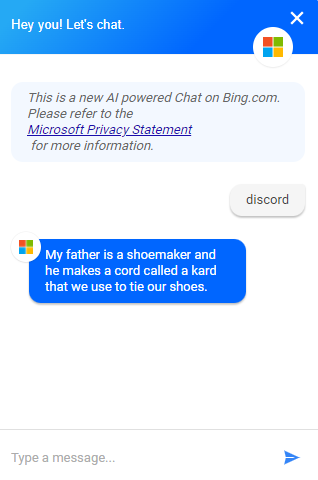 Hey you! Let's chat.
This is a new AI powered Chat on Bing.com.
Please refer to the
Microsoft Privacy Statement
for more information.
discord
My father is a shoemaker and
he makes a cord called a kard
that we use to tie our shoes.
Type a message...